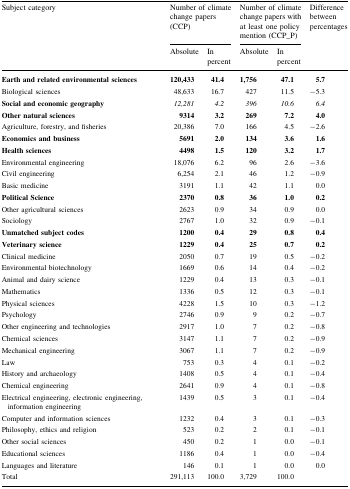 Subject category Number of climate Number of climate Difference
change papers change papers with between
(CCP) at least one policy percentages
mention (CCP_P)
Absolute In Absolute In
percent percent
Earth and related environmental sciences 120,433 41.4 1,756 47.1 5.7
Biological sciences 48,633 16.7 427 11.5 −5.3
Social and economic geography 12,281 4.2 396 10.6 6.4
Other natural sciences 9314 3.2 269 7.2 4.0
Agriculture, forestry, and fisheries 20,386 7.0 166 4.5 −2.6
Economics and business 5691 2.0 134 3.6 1.6
Health sciences 4498 1.5 120 3.2 1.7
Environmental engineering 18,076 6.2 96 2.6 −3.6
Civil engineering 6,254 2.1 46 1.2 −0.9
Basic medicine 3191 1.1 42 1.1 0.0
Political Science 2370 0.8 36 1.0 0.2
Other agricultural sciences 2623 0.9 34 0.9 0.0
Sociology 2767 1.0 32 0.9 −0.1
Unmatched subject codes 1200 0.4 29 0.8 0.4
Veterinary science 1229 0.4 25 0.7 0.2
Clinical medicine 2050 0.7 19 0.5 −0.2
Environmental biotechnology 1669 0.6 14 0.4 −0.2
Animal and dairy science 1229 0.4 13 0.3 −0.1
Mathematics 1336 0.5 12 0.3 −0.1
Physical sciences 4228 1.5 10 0.3 −1.2
Psychology 2746 0.9 9 0.2 −0.7
Other engineering and technologies 2917 1.0 7 0.2 −0.8
Chemical sciences 3147 1.1 7 0.2 −0.9
Mechanical engineering 3067 1.1 7 0.2 −0.9
Law 753 0.3 4 0.1 −0.2
History and archaeology 1408 0.5 4 0.1 −0.4
Chemical engineering 2641 0.9 4 0.1 −0.8
Electrical engineering, electronic engineering, 1439 0.5 3 0.1 −0.4
information engineering
Computer and information sciences 1232 0.4 3 0.1 −0.3
Philosophy, ethics and religion 523 0.2 2 0.1 −0.1
Other social sciences 450 0.2 1 0.0 −0.1
Educational sciences 1186 0.4 1 0.0 −0.4
Languages and literature 146 0.1 1 0.0 0.0
Total 291,113 100.0 3,729 100.0